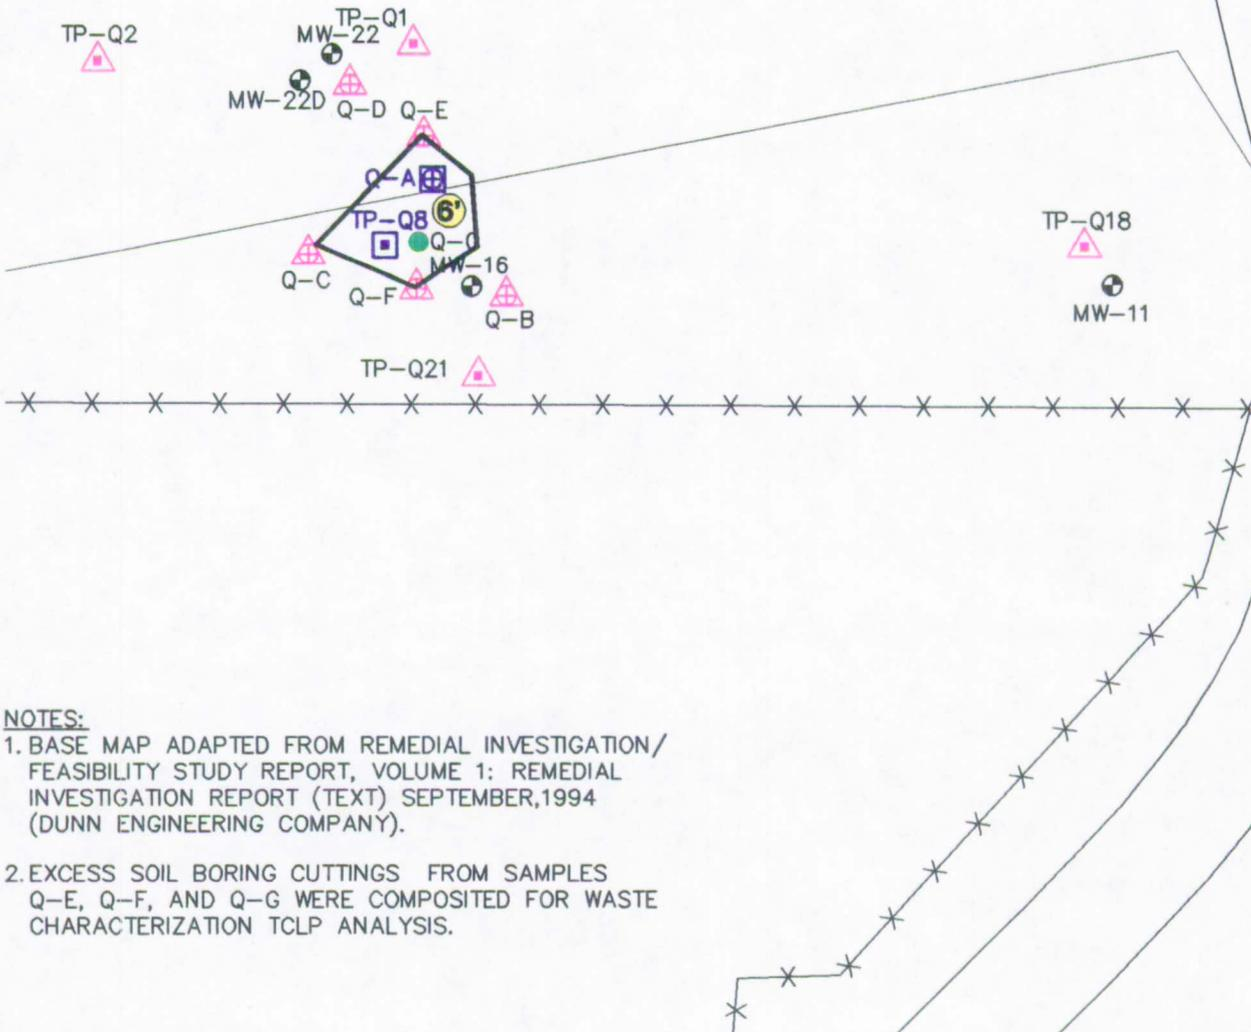 TP-Q1
TP-Q2
MW-22
MW-22D
Q-D
Q-E
Q-A
6'
TP-Q8
Q-G
TP-Q18
MW-16
Q-C
Q-F
Q-B
MW-11
TP-Q21
NOTES:
1. BASE MAP ADAPTED FROM REMEDIAL INVESTIGATION/
FEASIBILITY STUDY REPORT, VOLUME 1: REMEDIAL
INVESTIGATION REPORT (TEXT) SEPTEMBER,1994
(DUNN ENGINEERING COMPANY).
2. EXCESS SOIL BORING CUTTINGS FROM SAMPLES
Q-E, Q-F, AND Q-G WERE COMPOSITED FOR WASTE
CHARACTERIZATION TCLP ANALYSIS.